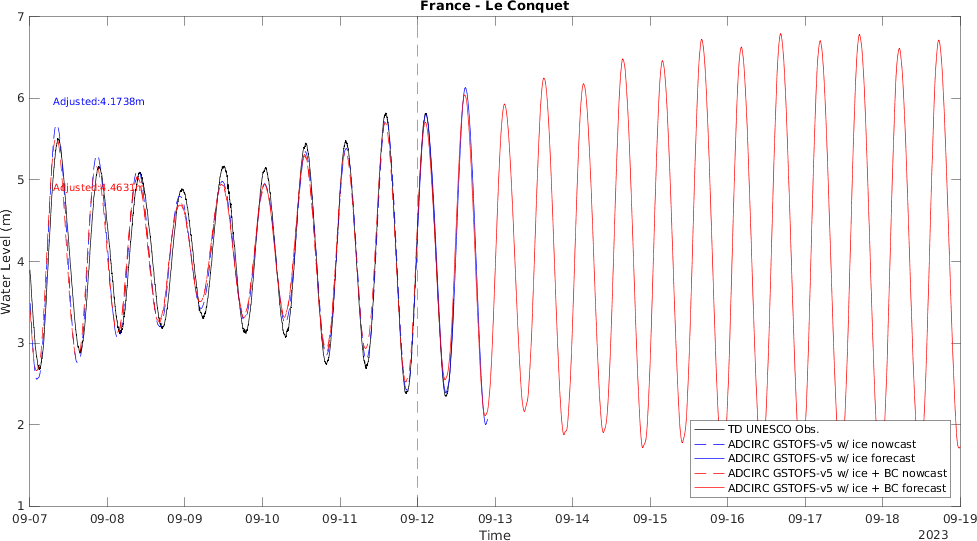 France - Le Conquet
7
6
5
4
3
2
1
Water Level (m)
Adjusted:4.1738m
Adjusted:4.4631
TD UNESCO Obs.
ADCIRC GSTOFS-v5 w/ ice nowcast
ADCIRC GSTOFS-v5 w/ ice forecast
ADCIRC GSTOFS-v5 w/ ice + BC nowcast
ADCIRC GSTOFS-v5 w/ ice + BC forecast
09-07 09-08 09-09 09-10 09-11 09-12 09-13 09-14 09-15 09-16 09-17 09-18 09-19
Time
2023